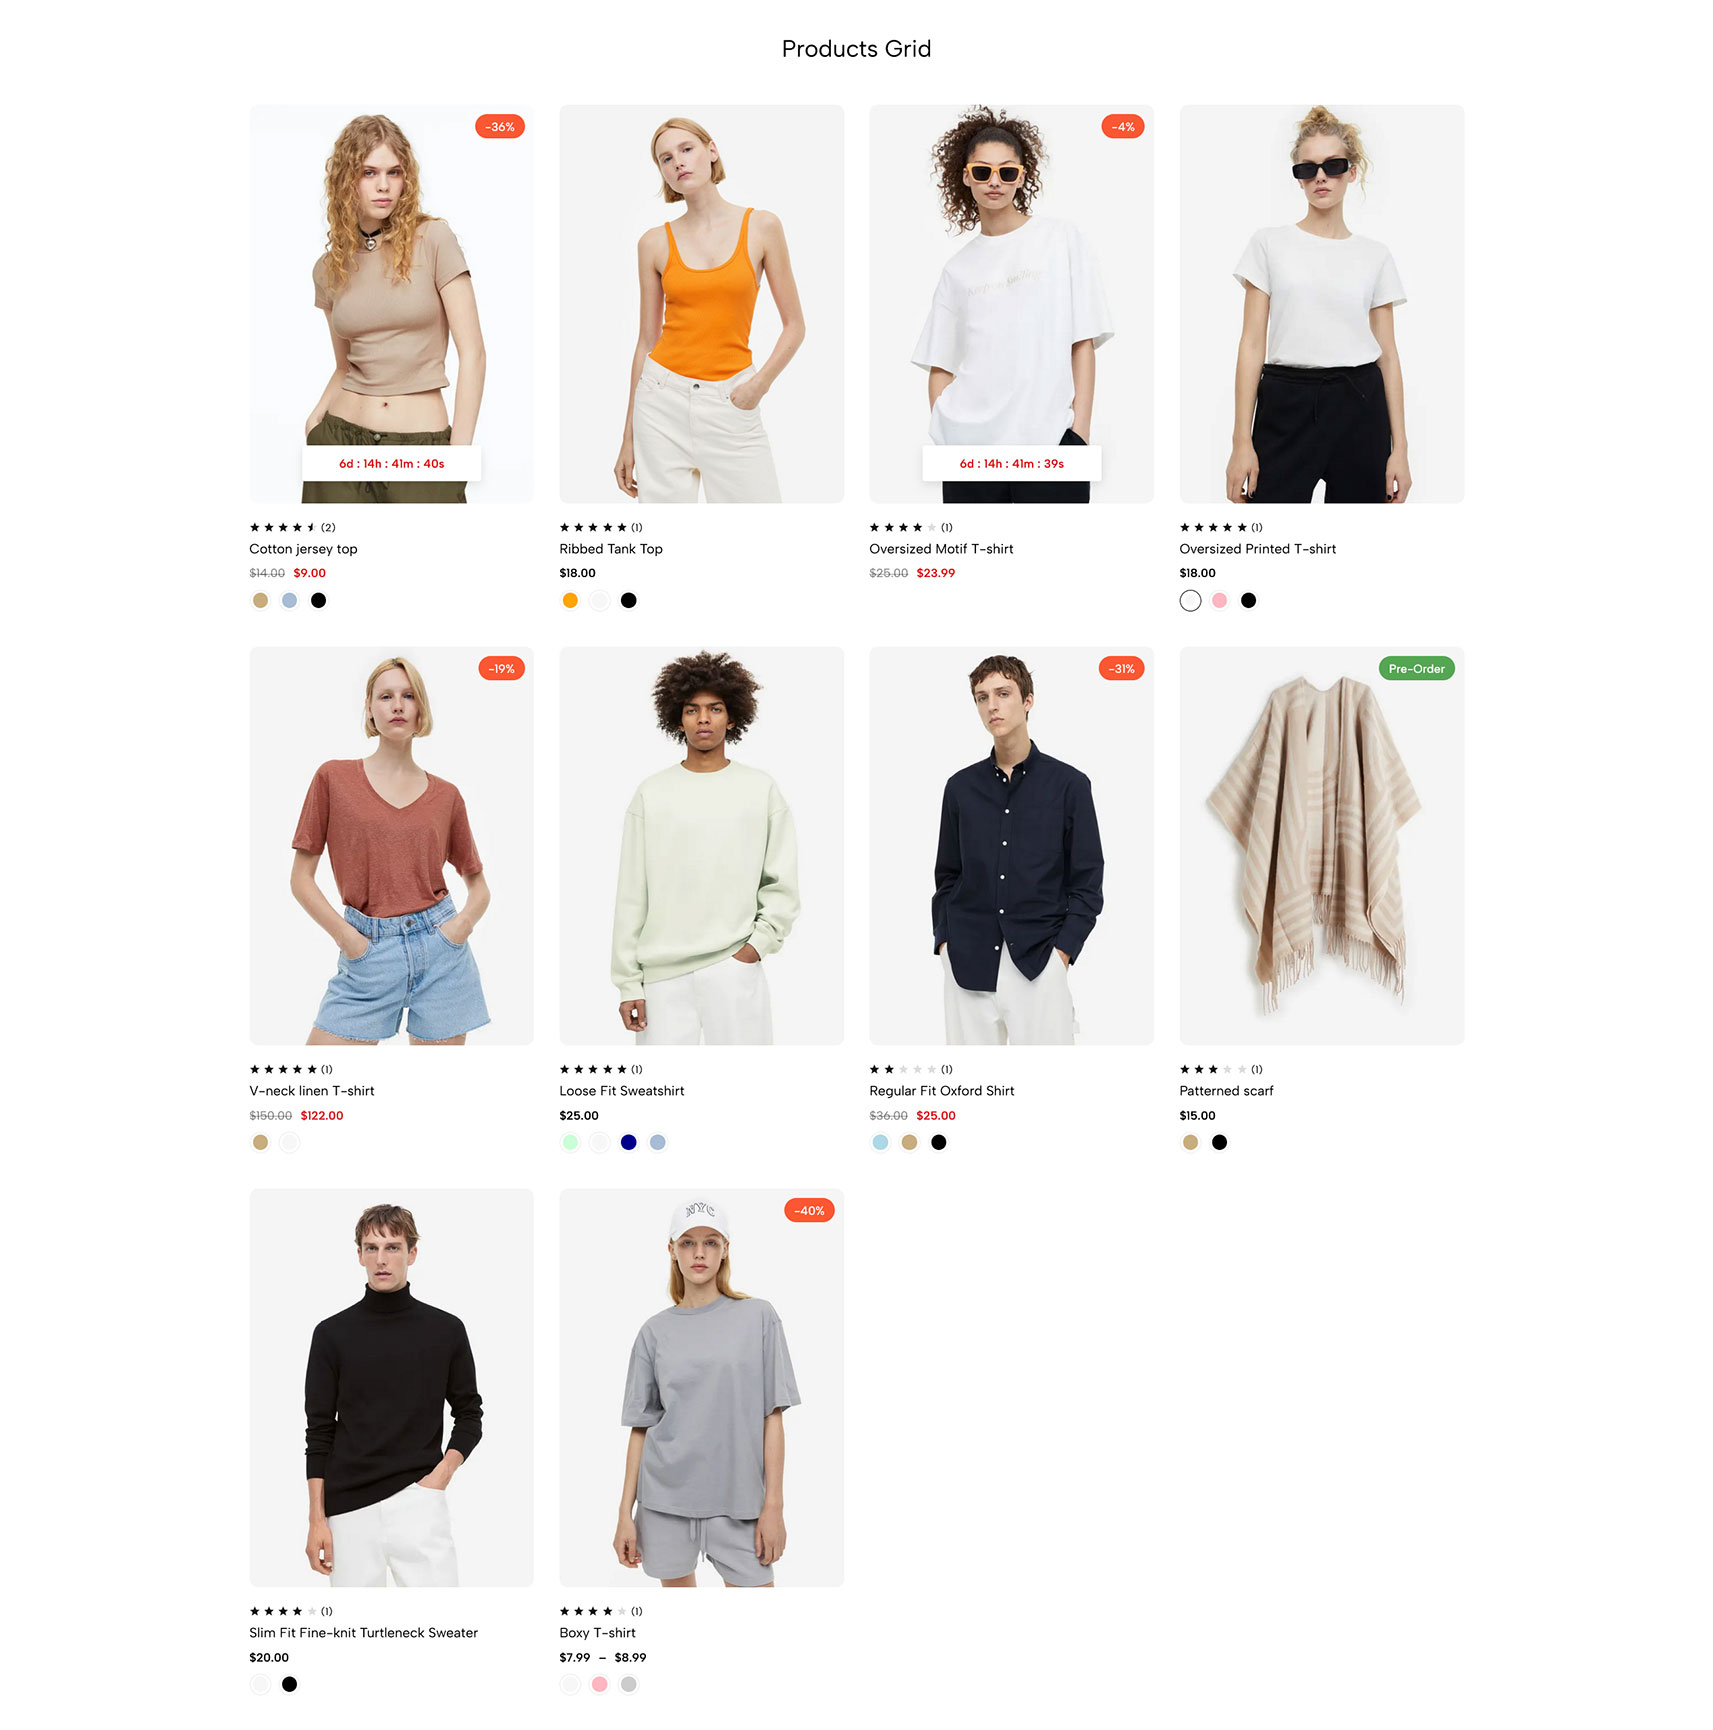 Products Grid
-36%
6d : 14h : 41m : 40s
(2)
Cotton jersey top
$14.00 $9.00
(1)
Ribbed Tank Top
$18.00
-4%
6d : 14h : 41m : 39s
(1)
Oversized Motif T-shirt
$25.00 $23.99
(1)
Oversized Printed T-shirt
$18.00
-19%
(1)
V-neck linen T-shirt
$150.00 $122.00
(1)
Loose Fit Sweatshirt
$25.00
-31%
(1)
Regular Fit Oxford Shirt
$36.00 $25.00
Pre-Order
(1)
Patterned scarf
$15.00
(1)
Slim Fit Fine-knit Turtleneck Sweater
$20.00
NYC
-40%
(1)
Boxy T-shirt
$7.99 – $8.99